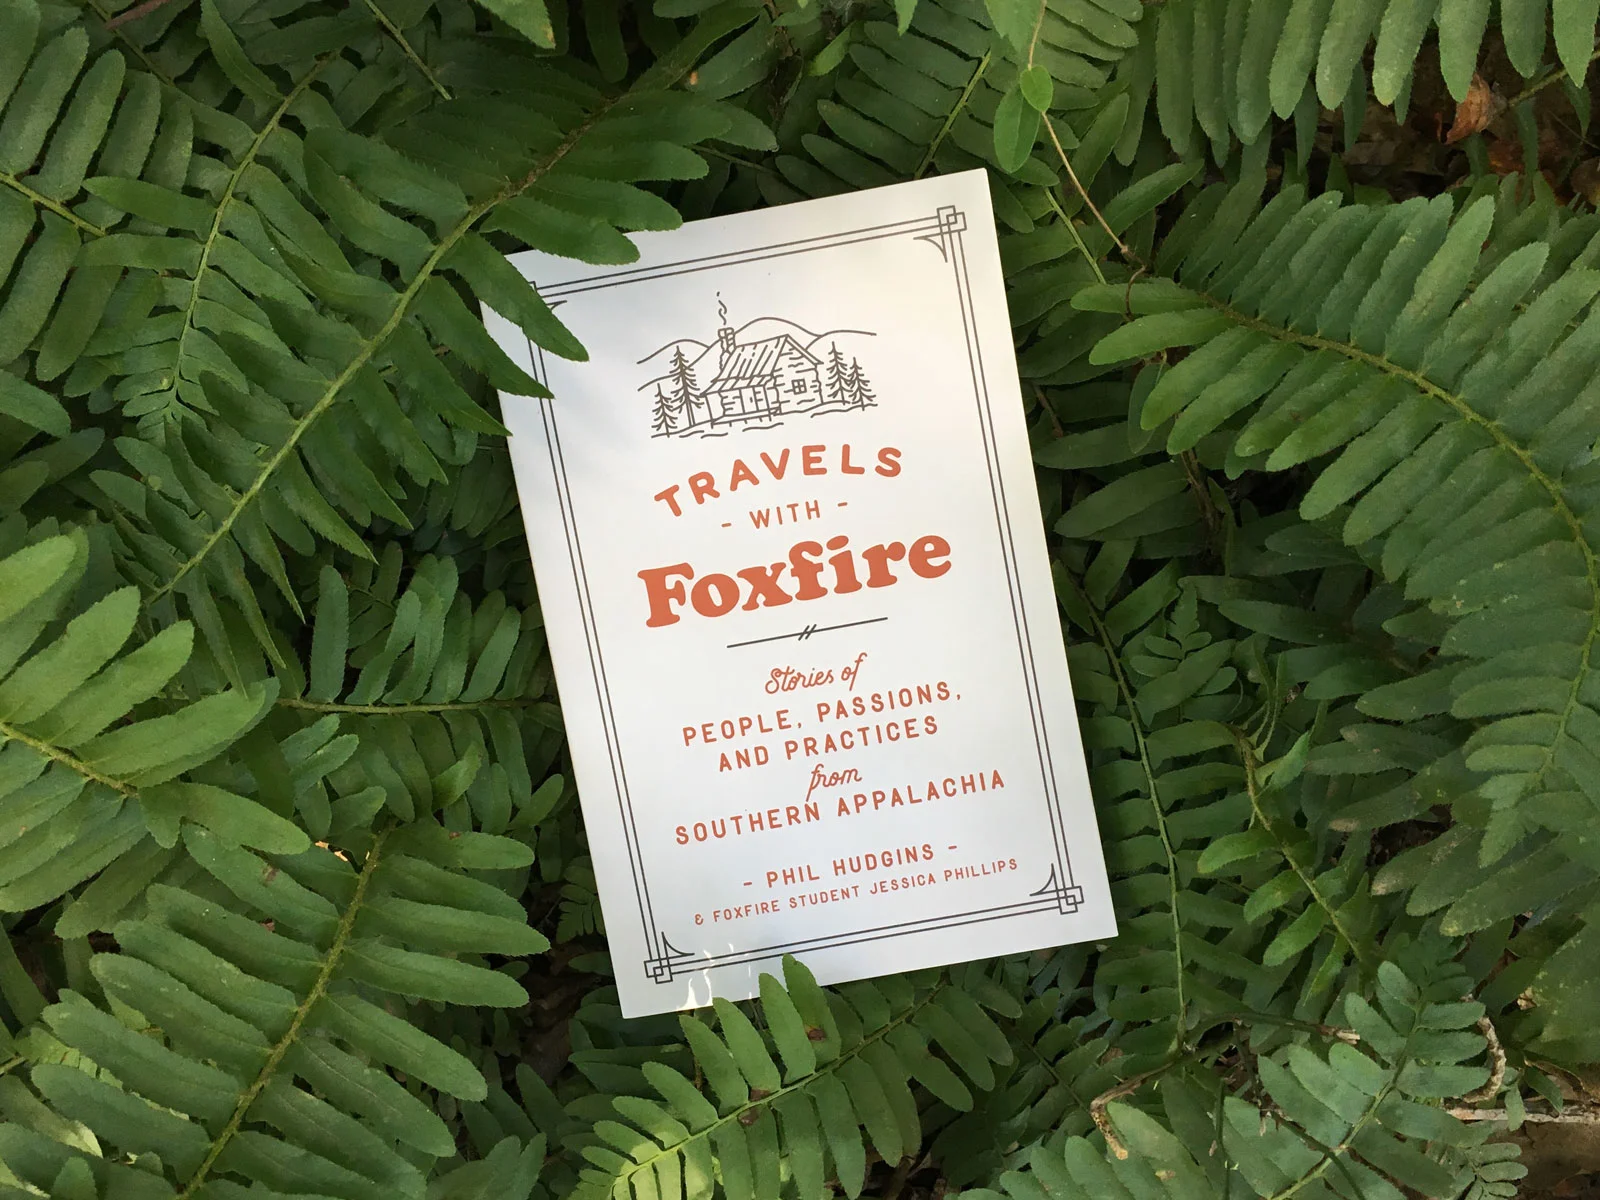 TRAVELS
- WITH -
Foxfire
Stories of
PEOPLE, PASSIONS,
AND PRACTICES
from
SOUTHERN APPALACHIA
- PHIL HUDGINS -
& FOXFIRE STUDENT JESSICA PHILLIPS